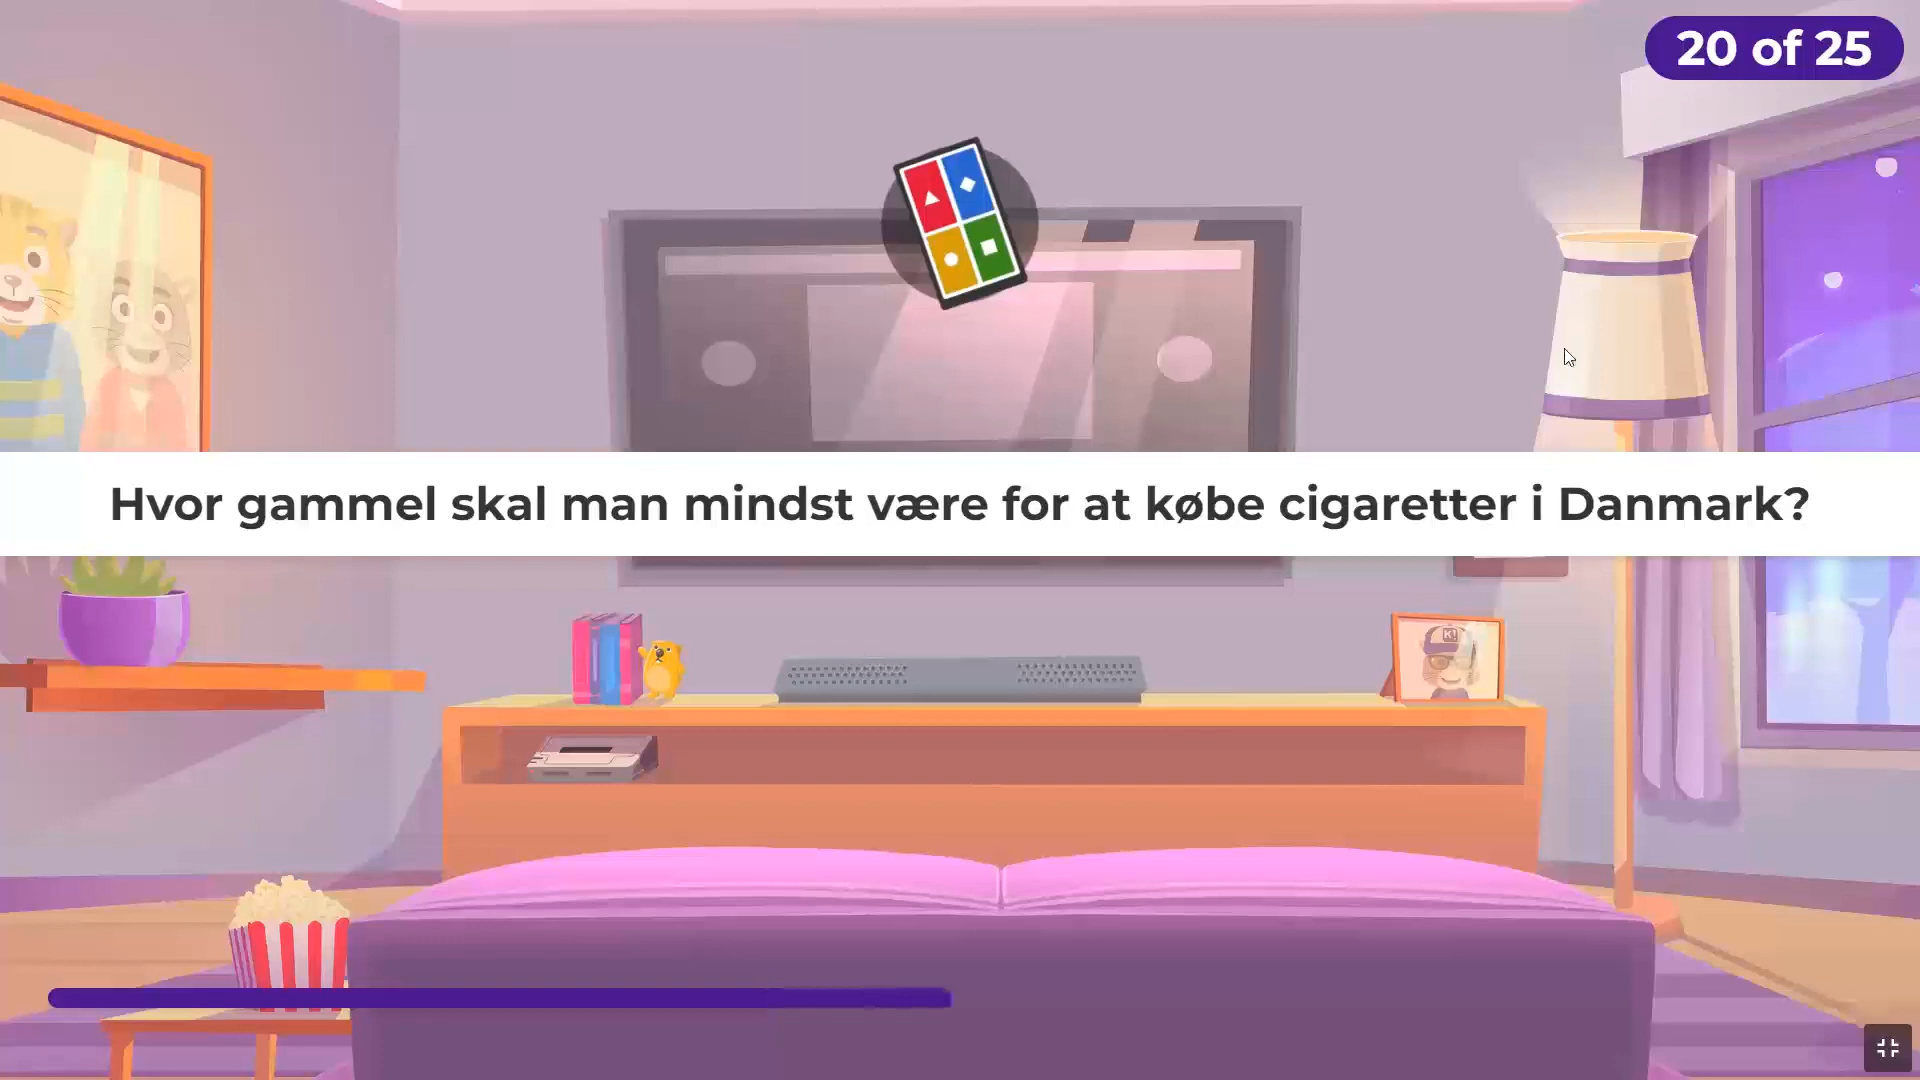 20 of 25
Hvor gammel skal man mindst være for at købe cigaretter i Danmark?
K!